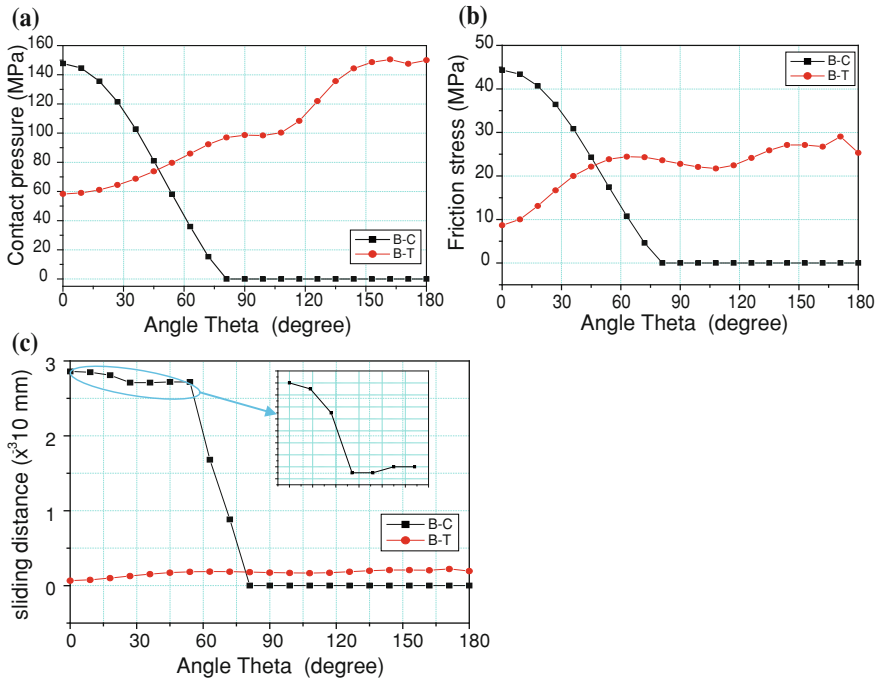 (a)
160
140
120
100
80
60
40
20
0
Contact pressure (MPa)
B-C
B-T
0 30 60 90 120 150 180
Angle Theta (degree)
(b)
50
40
30
20
10
0
Friction stress (MPa)
B-C
B-T
0 30 60 90 120 150 180
Angle Theta (degree)
(c)
3
2
1
0
sliding distance (x⁻³10 mm)
B-C
B-T
0 30 60 90 120 150 180
Angle Theta (degree)